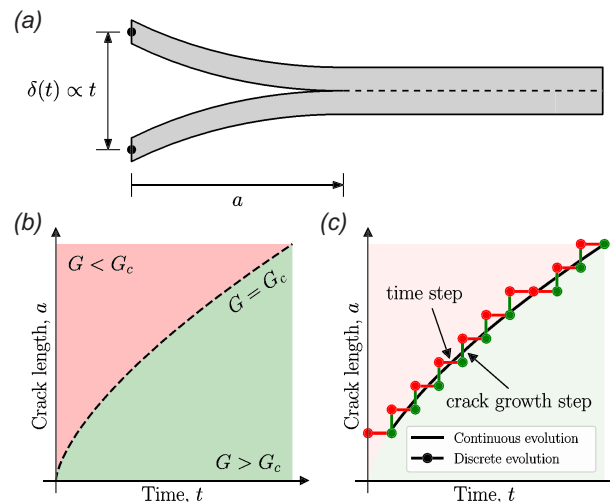 (a)
δ(t) ∝ t
a
(b)
G < G_c
G = G_c
G > G_c
Crack length, a
Time, t
(c)
time step
crack growth step
Continuous evolution
Discrete evolution
Crack length, a
Time, t